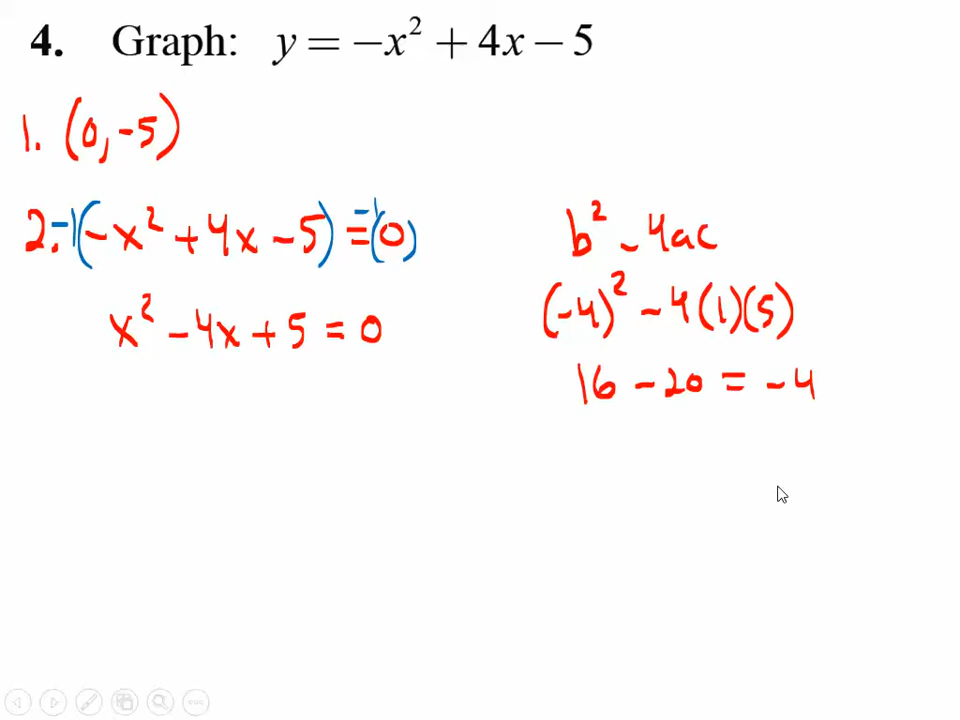 4. Graph: y = −x² + 4x − 5
1. (0, -5)
2. -1(-x² + 4x - 5) = -1(0)
x² - 4x + 5 = 0
b² - 4ac
(-4)² - 4(1)(5)
16 - 20 = -4